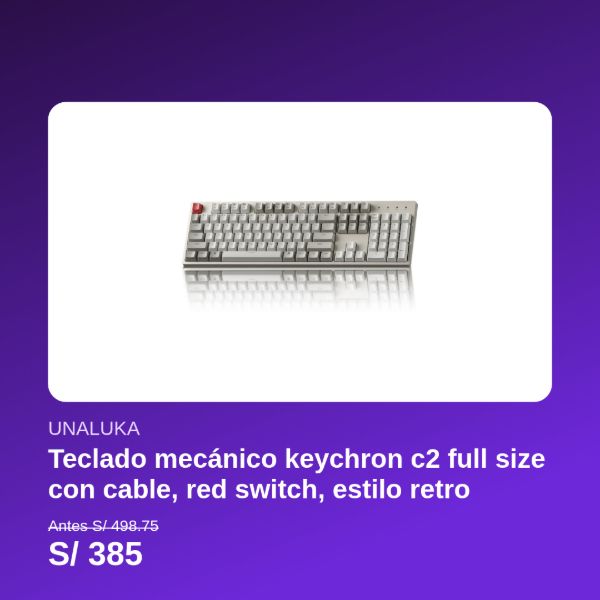 UNALUKA
Teclado mecánico keychron c2 full size
con cable, red switch, estilo retro
Antes S/ 498.75
S/ 385